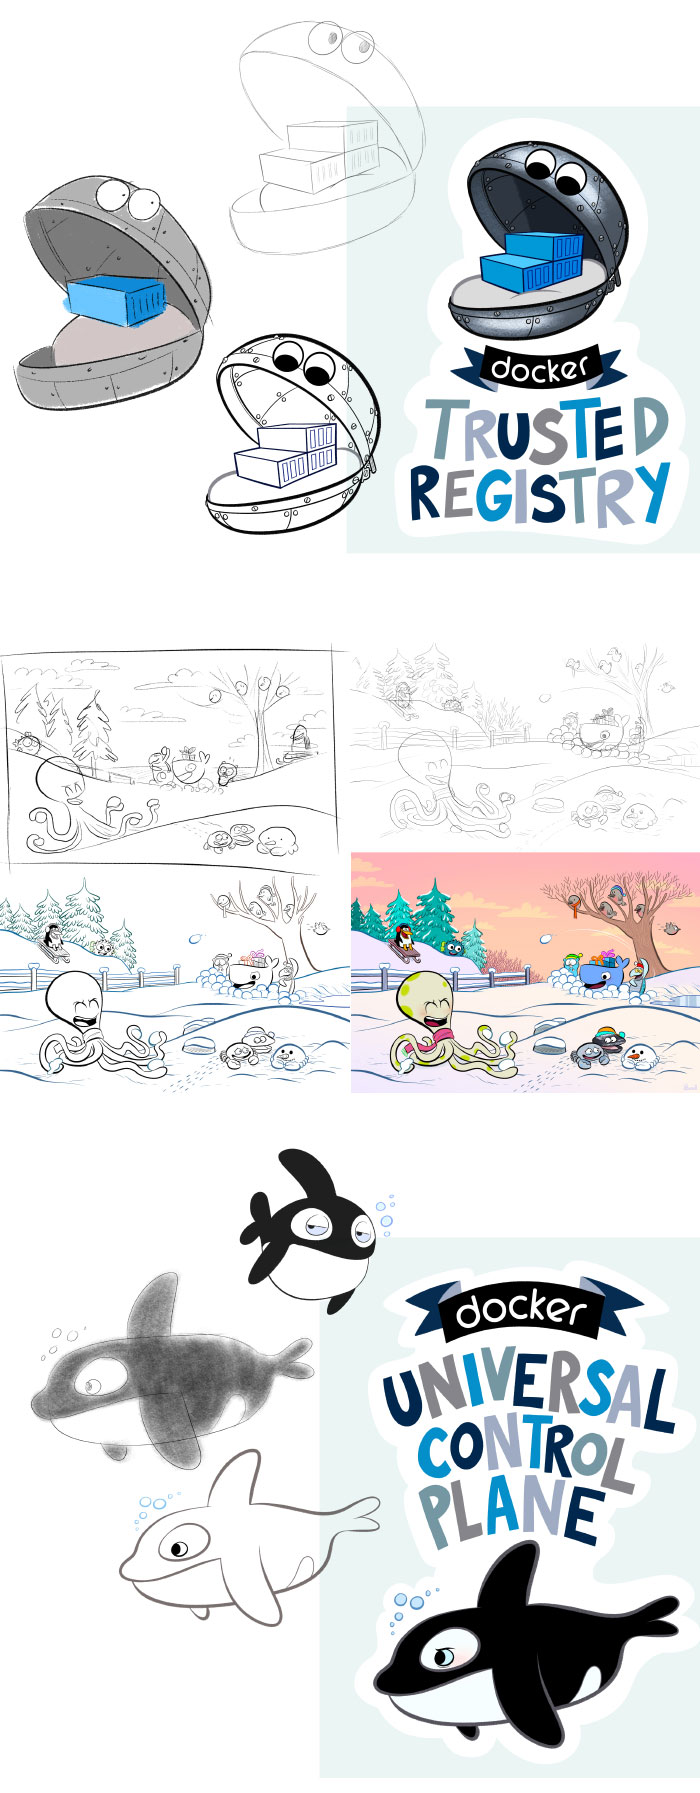 docker
TRUSTED
REGISTRY
docker
UNIVERSAL
CONTROL
PLANE